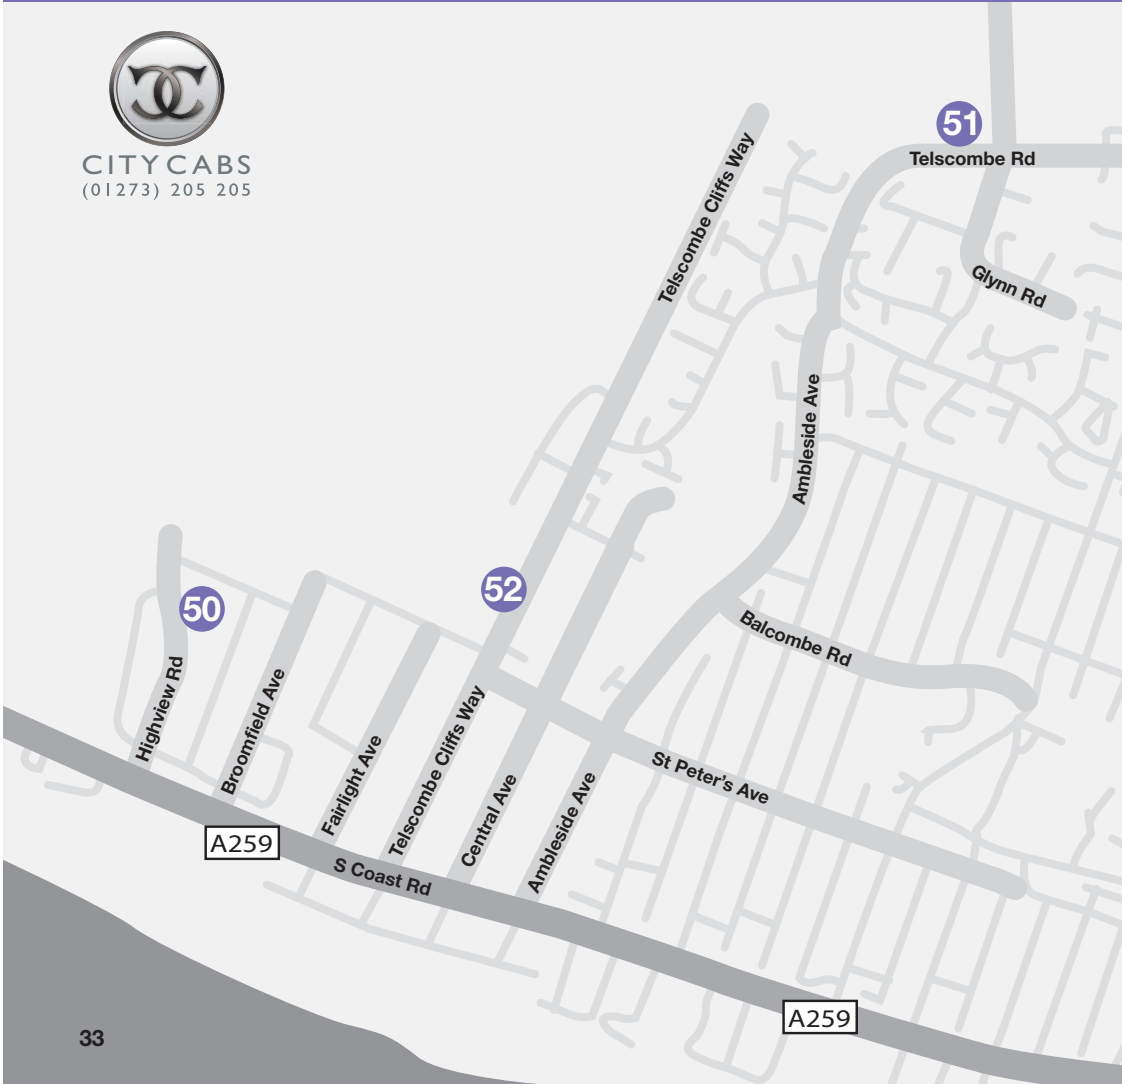 CITYCABS
(01273) 205 205
51
Telscombe Rd
Telscombe Cliffs Way
Glynn Rd
Ambleside Ave
52
50
Balcombe Rd
Highview Rd
Broomfield Ave
Fairlight Ave
Telscombe Cliffs Way
Central Ave
Ambleside Ave
St Peter's Ave
A259
S Coast Rd
A259
33